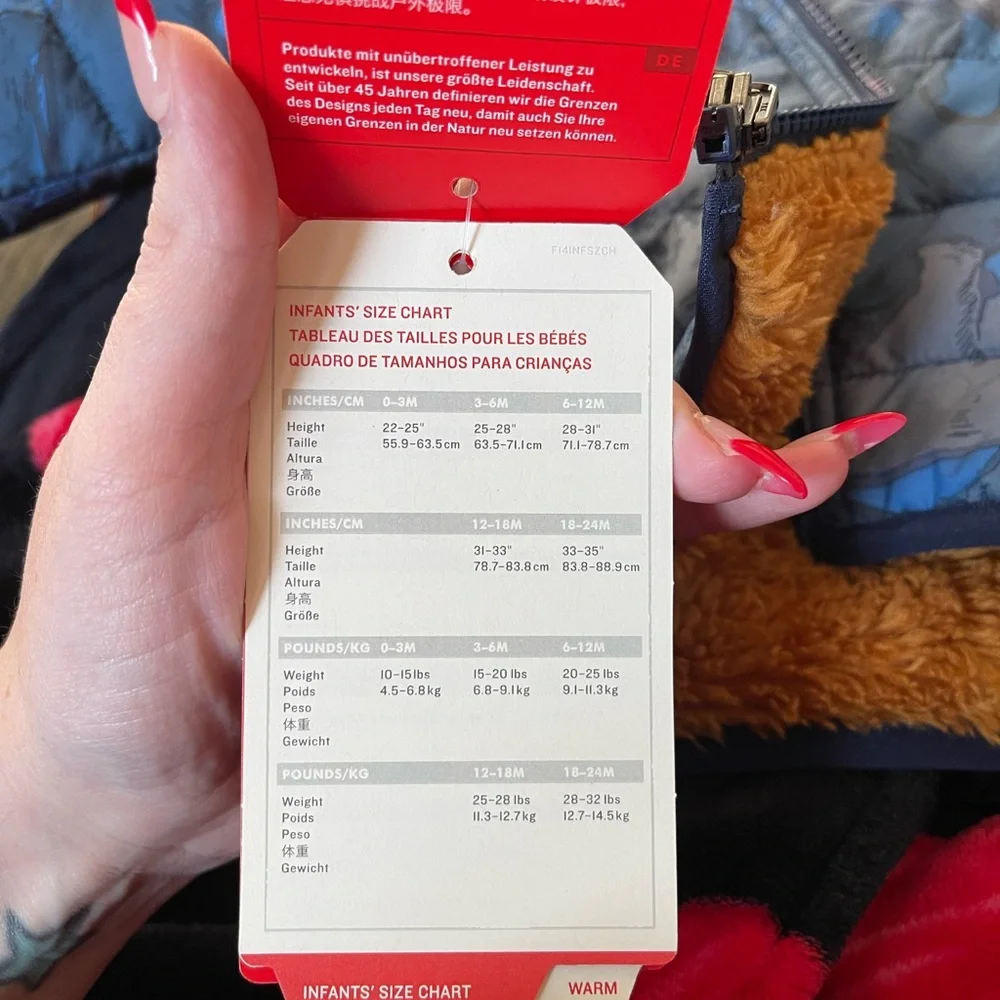 户外极限。
DE
Produkte mit unübertroffener Leistung zu
entwickeln, ist unsere größte Leidenschaft.
Seit über 45 Jahren definieren wir die Grenzen
des Designs jeden Tag neu, damit auch Sie Ihre
eigenen Grenzen in der Natur neu setzen können.
F14INFSZCH
INFANTS' SIZE CHART
TABLEAU DES TAILLES POUR LES BÉBÉS
QUADRO DE TAMANHOS PARA CRIANÇAS
INCHES/CM 0–3M 3–6M 6–12M
Height 22–25" 25–28" 28–31"
Taille 55.9–63.5cm 63.5–71.1cm 71.1–78.7cm
Altura
身高
Größe
INCHES/CM 12–18M 18–24M
Height 31–33" 33–35"
Taille 78.7–83.8cm 83.8–88.9cm
Altura
身高
Größe
POUNDS/KG 0–3M 3–6M 6–12M
Weight 10–15lbs 15–20 lbs 20–25 lbs
Poids 4.5–6.8kg 6.8–9.1kg 9.1–11.3kg
Peso
体重
Gewicht
POUNDS/KG 12–18M 18–24M
Weight 25–28 lbs 28–32 lbs
Poids 11.3–12.7kg 12.7–14.5kg
Peso
体重
Gewicht
INFANTS' SIZE CHART WARM